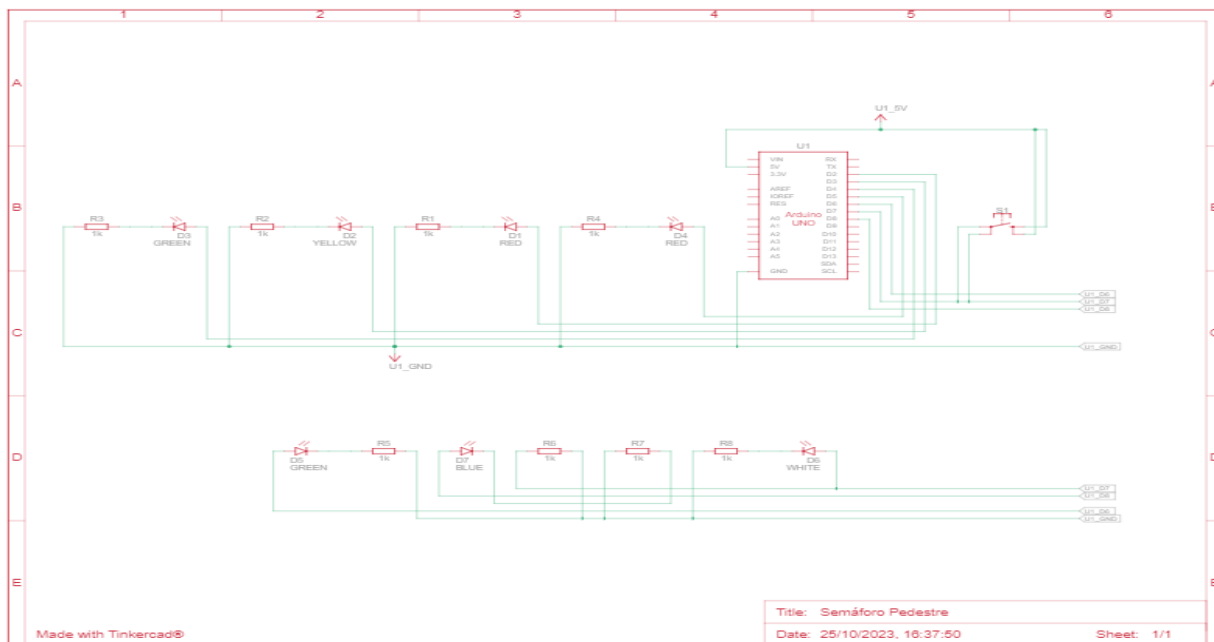 1 2 3 4 5 6
A A
U1_5V
U1
VIN RX
5V TX
3.3V D2
D3
AREF D4
IOREF D5
RES D6
D7
A0 D8
A1 D9
A2 D10
A3 D11
A4 D12
A5 D13
SDA
GND SCL
Arduino
UNO
B B
R3
1k
D3
GREEN
R2
1k
D2
YELLOW
R1
1k
D1
RED
R4
1k
D4
RED
S1
U1_D6
U1_D7
U1_D8
C C
U1_GND
U1_GND
D D
D5
GREEN
R5
1k
D7
BLUE
R6
1k
R7
1k
R8
1k
D6
WHITE
U1_D7
U1_D8
U1_D6
U1_GND
E E
Title: Semáforo Pedestre
Made with Tinkercad®
Date: 25/10/2023, 16:37:50 Sheet: 1/1